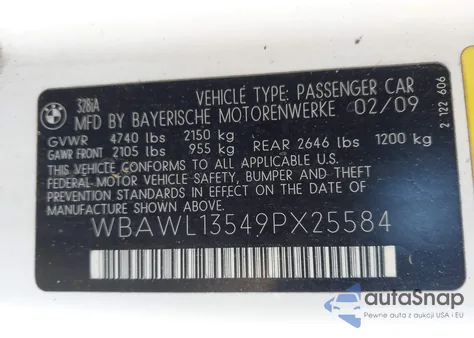 BMW
328iA
VEHICLE TYPE: PASSENGER CAR
MFD BY BAYERISCHE MOTORENWERKE 02/09
GVWR 4740 lbs 2150 kg
GAWR FRONT 2105 lbs 955 kg REAR 2646 lbs 1200 kg
THIS VEHICLE CONFORMS TO ALL APPLICABLE U.S.
FEDERAL MOTOR VEHICLE SAFETY, BUMPER AND THEFT
PREVENTION STANDARDS IN EFFECT ON THE DATE OF
MANUFACTURE SHOWN ABOVE.
WBAWL13549PX25584
2 122 606
autoSnap
Pewne auta z USA i EU